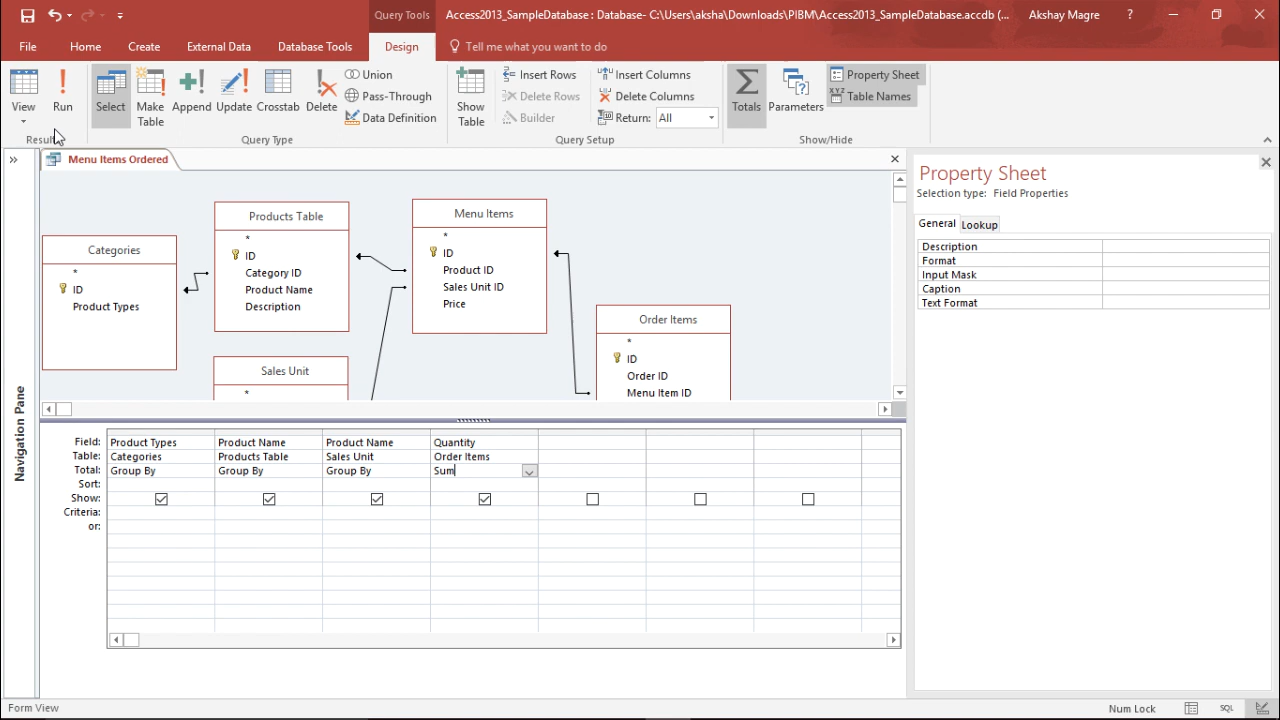 Query Tools
Access2013_SampleDatabase : Database- C:\Users\aksha\Downloads\PIBM\Access2013_SampleDatabase.accdb (...
Akshay Magre
?
File Home Create External Data Database Tools Design Tell me what you want to do
View
Run
Select
Make Table
Append
Update
Crosstab
Delete
Union
Pass-Through
Data Definition
Show Table
Insert Rows
Delete Rows
Builder
Insert Columns
Delete Columns
Return: All
Totals
Parameters
Property Sheet
XYZ Table Names
Query Type
Query Setup
Show/Hide
Menu Items Ordered
Categories
*
ID
Product Types
Products Table
*
ID
Category ID
Product Name
Description
Menu Items
*
ID
Product ID
Sales Unit ID
Price
Sales Unit
*
Order Items
*
ID
Order ID
Menu Item ID
Navigation Pane
Field: Product Types Product Name Product Name Quantity
Table: Categories Products Table Sales Unit Order Items
Total: Group By Group By Group By Sum
Sort:
Show:
Criteria:
or:
Property Sheet
Selection type: Field Properties
General Lookup
Description
Format
Input Mask
Caption
Text Format
Form View
Num Lock
SQL